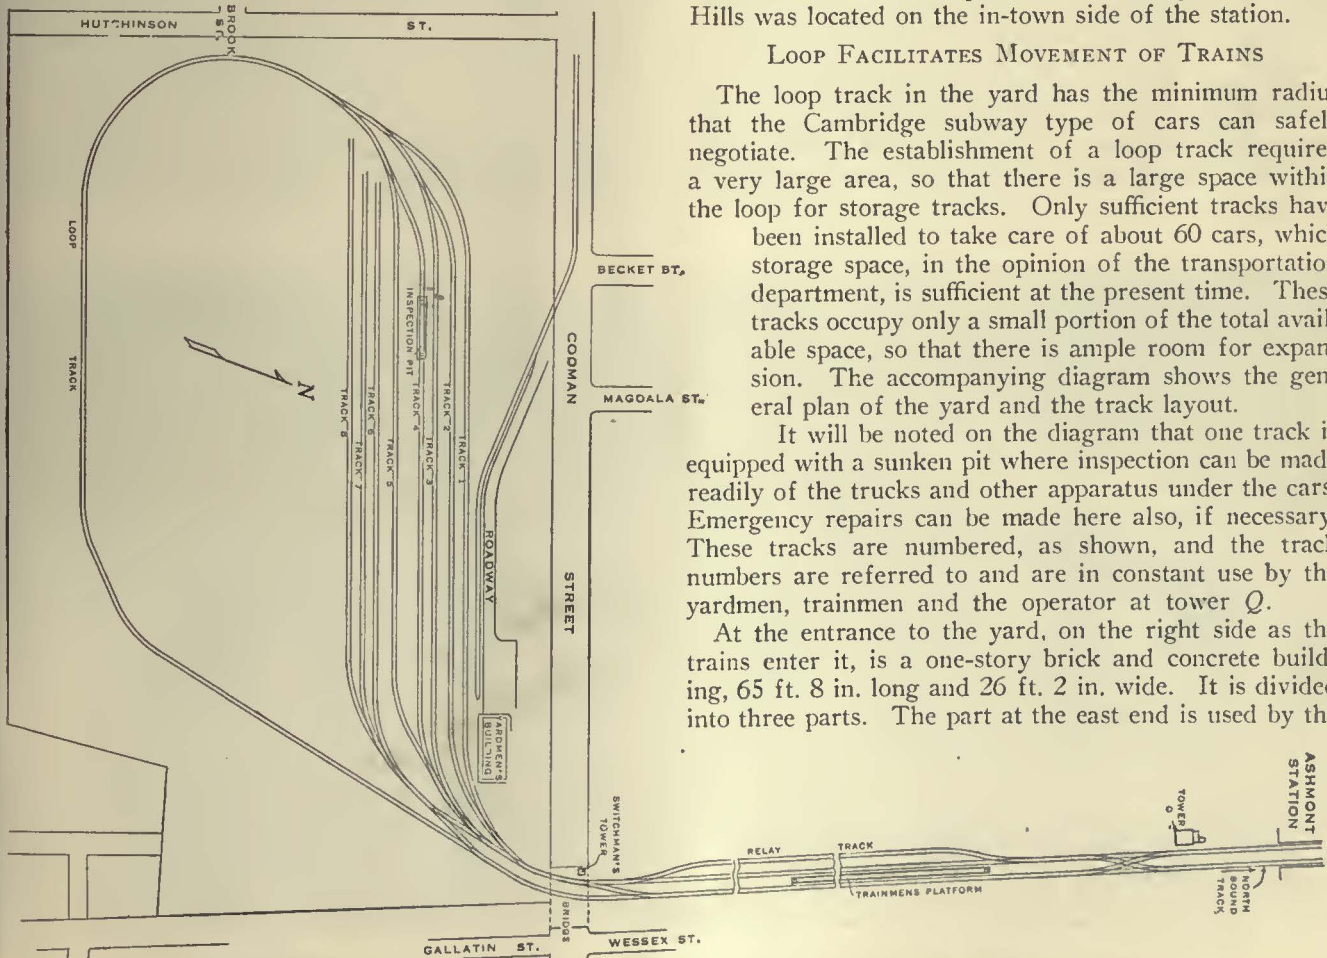 Hills was located on the in-town side of the station.
LOOP FACILITATES MOVEMENT OF TRAINS
The loop track in the yard has the minimum radiu
that the Cambridge subway type of cars can safel
negotiate. The establishment of a loop track require
a very large area, so that there is a large space withi
the loop for storage tracks. Only sufficient tracks hav
been installed to take care of about 60 cars, whic
storage space, in the opinion of the transportatio
department, is sufficient at the present time. Thes
tracks occupy only a small portion of the total avail
able space, so that there is ample room for expan
sion. The accompanying diagram shows the gen
eral plan of the yard and the track layout.
It will be noted on the diagram that one track i
equipped with a sunken pit where inspection can be mad
readily of the trucks and other apparatus under the cars
Emergency repairs can be made here also, if necessary
These tracks are numbered, as shown, and the trac
numbers are referred to and are in constant use by th
yardmen, trainmen and the operator at tower Q.
At the entrance to the yard, on the right side as th
trains enter it, is a one-story brick and concrete build
ing, 65 ft. 8 in. long and 26 ft. 2 in. wide. It is divide
into three parts. The part at the east end is used by th
HUTCHINSON ST.
BROOK ST.
LOOP TRACK
N
INSPECTION PIT
TRACK 8
TRACK 7
TRACK 6
TRACK 5
TRACK 4
TRACK 3
TRACK 2
TRACK 1
ROADWAY
CODMAN STREET
BECKET ST.
MAGDALA ST.
YARDMEN'S
BUILDING
SWITCHMAN'S
TOWER
RELAY TRACK
TRAINMENS PLATFORM
TOWER
Q
ASHMONT
STATION
NORTH
BOUND
TRACK
BRIDGE
GALLATIN ST.
WESSEX ST.